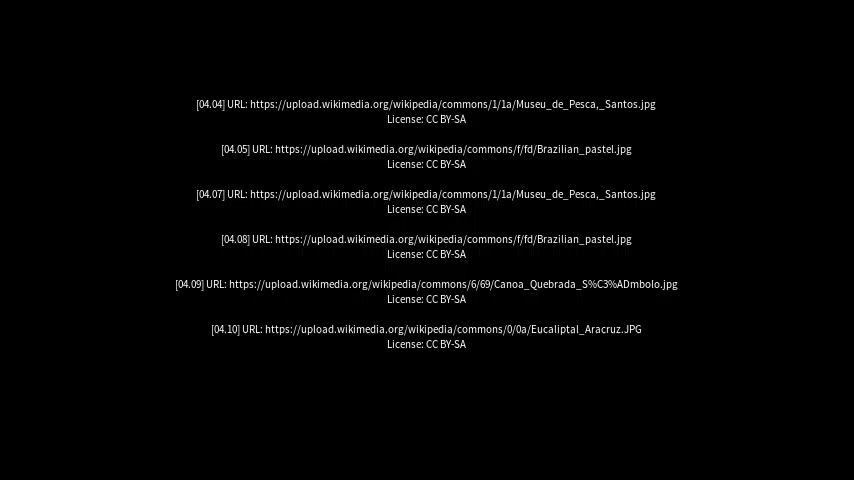 [04.04] URL: https://upload.wikimedia.org/wikipedia/commons/1/1a/Museu_de_Pesca,_Santos.jpg
License: CC BY-SA
[04.05] URL: https://upload.wikimedia.org/wikipedia/commons/f/fd/Brazilian_pastel.jpg
License: CC BY-SA
[04.07] URL: https://upload.wikimedia.org/wikipedia/commons/1/1a/Museu_de_Pesca,_Santos.jpg
License: CC BY-SA
[04.08] URL: https://upload.wikimedia.org/wikipedia/commons/f/fd/Brazilian_pastel.jpg
License: CC BY-SA
[04.09] URL: https://upload.wikimedia.org/wikipedia/commons/6/69/Canoa_Quebrada_S%C3%ADmbolo.jpg
License: CC BY-SA
[04.10] URL: https://upload.wikimedia.org/wikipedia/commons/0/0a/Eucaliptal_Aracruz.JPG
License: CC BY-SA